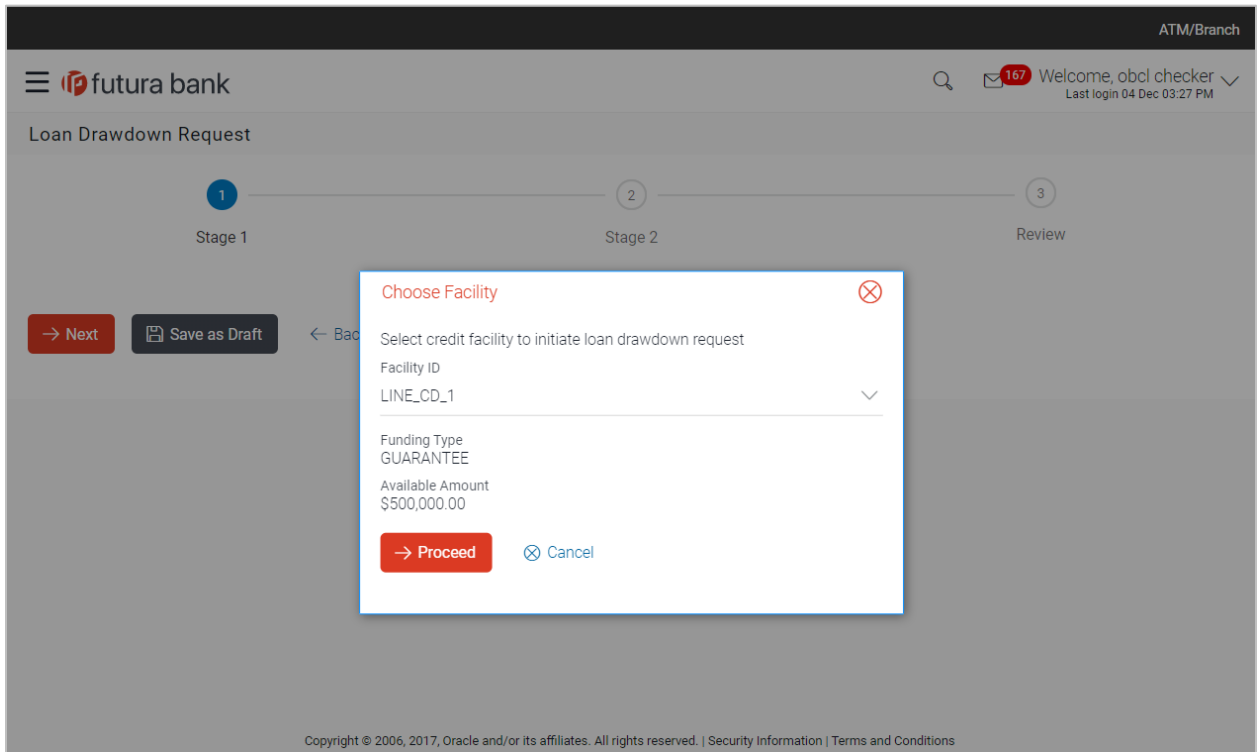 ATM/Branch
futura bank
167
Welcome, obcl checker
Last login 04 Dec 03:27 PM
Loan Drawdown Request
1
2
3
Stage 1
Stage 2
Review
Choose Facility
Next
Save as Draft
Bac
Select credit facility to initiate loan drawdown request
Facility ID
LINE_CD_1
Funding Type
GUARANTEE
Available Amount
$500,000.00
Proceed
Cancel
Copyright © 2006, 2017, Oracle and/or its affiliates. All rights reserved. | Security Information | Terms and Conditions